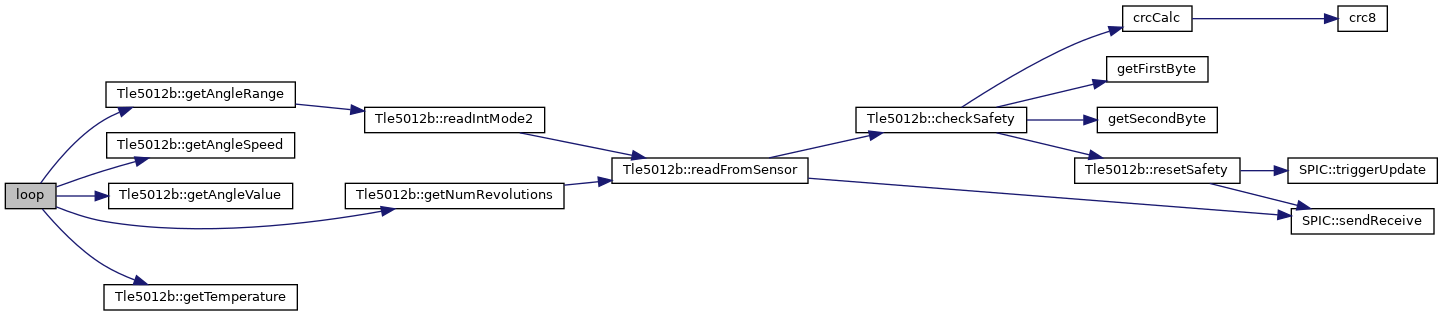 loop
Tle5012b::getAngleRange
Tle5012b::getAngleSpeed
Tle5012b::getAngleValue
Tle5012b::getTemperature
Tle5012b::readIntMode2
Tle5012b::getNumRevolutions
Tle5012b::readFromSensor
Tle5012b::checkSafety
crcCalc
getFirstByte
getSecondByte
Tle5012b::resetSafety
crc8
SPIC::triggerUpdate
SPIC::sendReceive